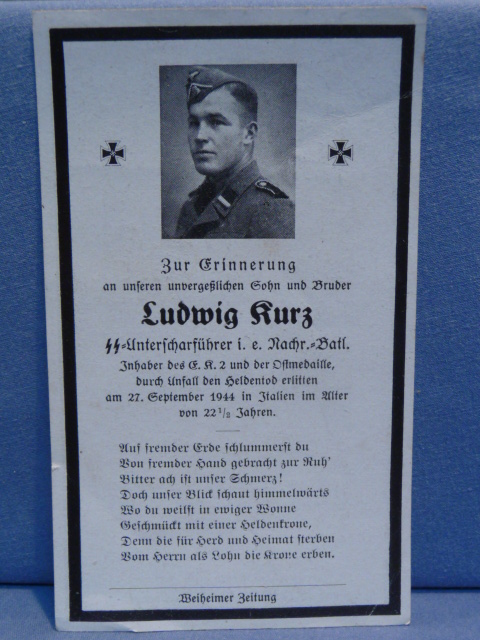 Zur Erinnerung
an unseren unvergeßlichen Sohn und Bruder
Ludwig Kurz
SS-Unterscharführer i. e. Nachr.-Batl.
Inhaber des E. K. 2 und der Ostmedaille,
durch Unfall den Heldentod erlitten
am 27. September 1944 in Italien im Alter
von 22 1/2 Jahren.
Auf fremder Erde schlummerst du
Von fremder Hand gebracht zur Ruh'
Bitter ach ist unser Schmerz!
Doch unser Blick schaut himmelwärts
Wo du weilst in ewiger Wonne
Geschmückt mit einer Heldenkrone,
Denn die für Herd und Heimat sterben
Vom Herrn als Lohn die Krone erben.
Weiheimer Zeitung